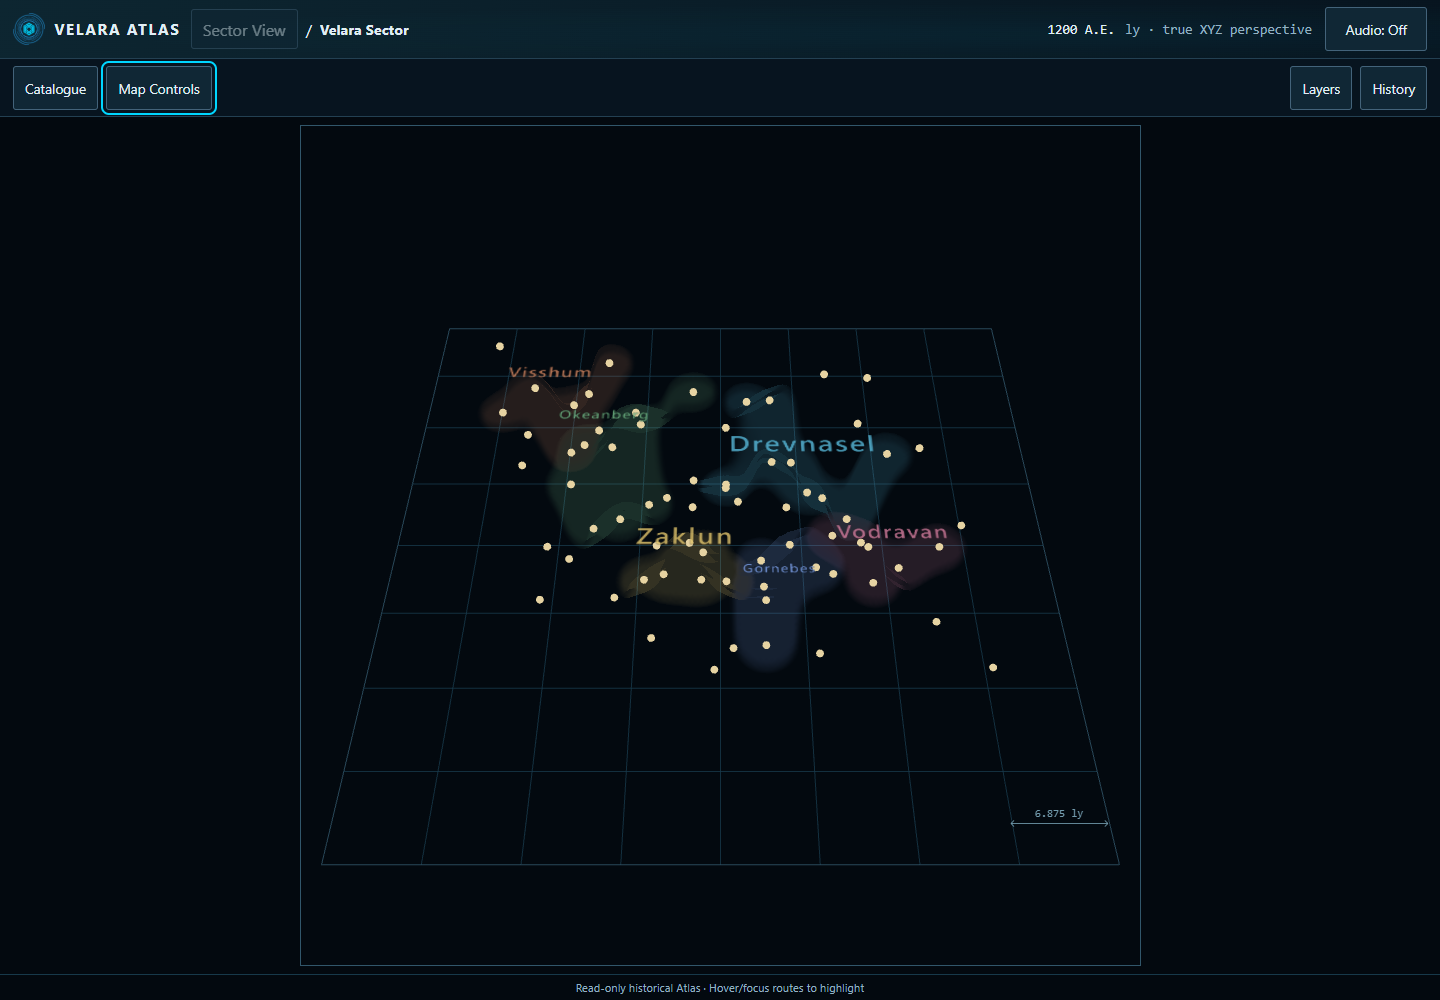 VELARA ATLAS Sector View / Velara Sector 1200 A.E. ly · true XYZ perspective Audio: Off
Catalogue Map Controls Layers History
Visshum
Okeanberg
Drevnasel
Zaklun
Vodravan
Gornebes
6.875 ly
Read-only historical Atlas · Hover/focus routes to highlight